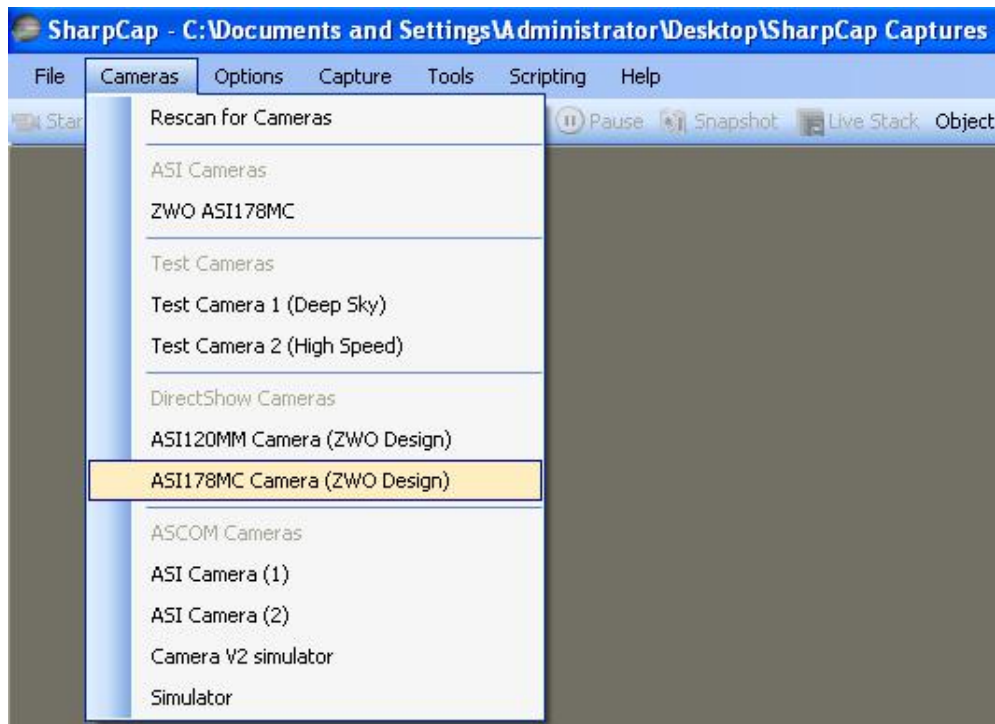 SharpCap - C:\Documents and Settings\Administrator\Desktop\SharpCap Captures
File Cameras Options Capture Tools Scripting Help
Star Pause Snapshot Live Stack Object
Rescan for Cameras
ASI Cameras
ZWO ASI178MC
Test Cameras
Test Camera 1 (Deep Sky)
Test Camera 2 (High Speed)
DirectShow Cameras
ASI120MM Camera (ZWO Design)
ASI178MC Camera (ZWO Design)
ASCOM Cameras
ASI Camera (1)
ASI Camera (2)
Camera V2 simulator
Simulator